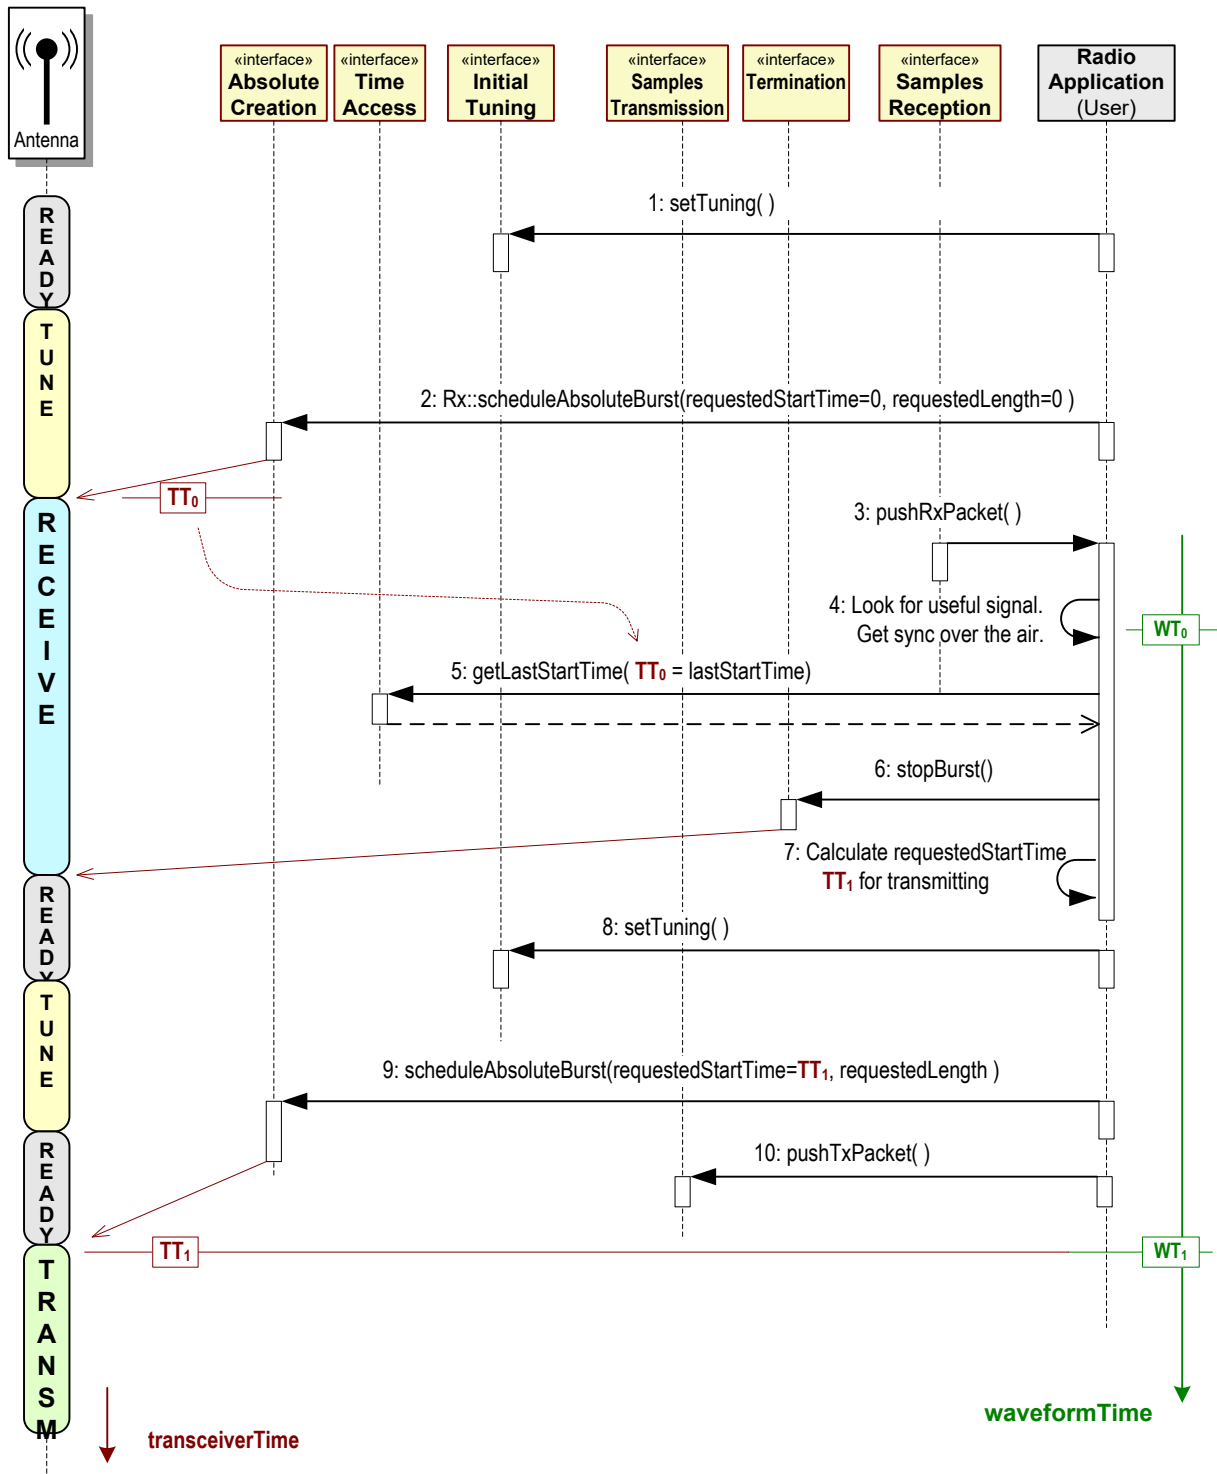 Antenna
«interface»
Absolute
Creation
«interface»
Time
Access
«interface»
Initial
Tuning
«interface»
Samples
Transmission
«interface»
Termination
«interface»
Samples
Reception
Radio
Application
(User)
READY
1: setTuning( )
TUNE
2: Rx::scheduleAbsoluteBurst(requestedStartTime=0, requestedLength=0 )
TT0
RECEIVE
3: pushRxPacket( )
4: Look for useful signal.
Get sync over the air.
WT0
5: getLastStartTime( TT0 = lastStartTime)
6: stopBurst()
7: Calculate requestedStartTime
TT1 for transmitting
READY
8: setTuning( )
TUNE
9: scheduleAbsoluteBurst(requestedStartTime=TT1, requestedLength )
READY
10: pushTxPacket( )
TT1
WT1
TRANSM
waveformTime
transceiverTime